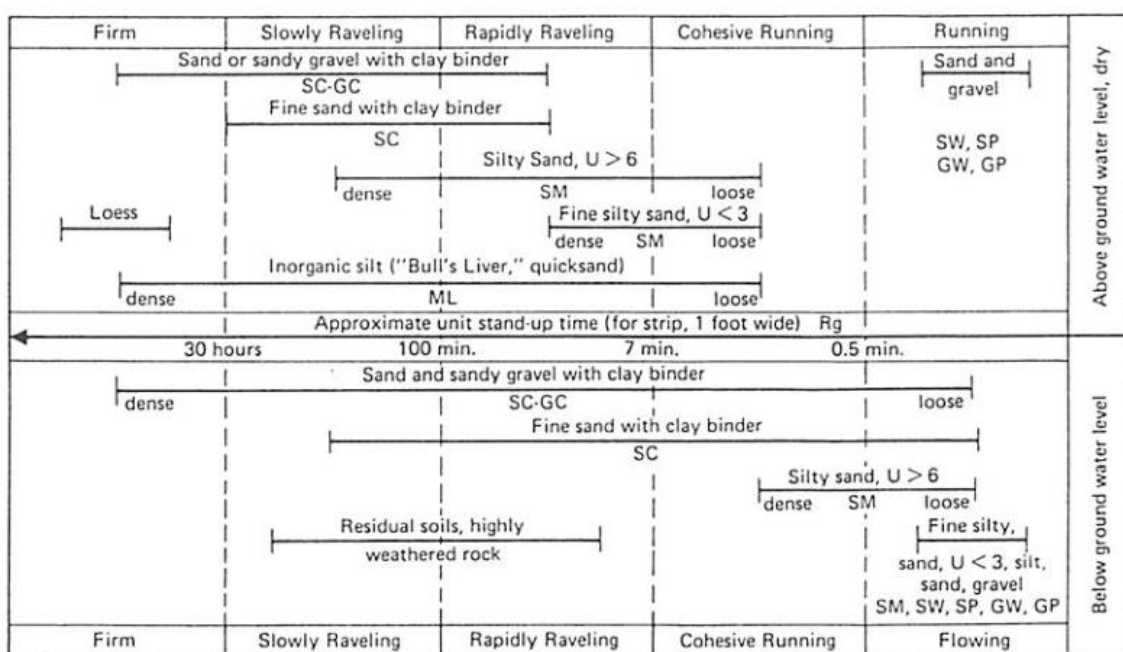 Firm Slowly Raveling Rapidly Raveling Cohesive Running Running
Sand or sandy gravel with clay binder
SC-GC
Sand and
gravel
Fine sand with clay binder
SC
SW, SP
GW, GP
Silty Sand, U > 6
dense SM loose
Loess
Fine silty sand, U < 3
dense SM loose
Inorganic silt ("Bull's Liver," quicksand)
dense ML loose
Above ground water level, dry
Approximate unit stand-up time (for strip, 1 foot wide) Rg
30 hours 100 min. 7 min. 0.5 min.
Sand and sandy gravel with clay binder
dense SC-GC loose
Fine sand with clay binder
SC
Silty sand, U > 6
dense SM loose
Residual soils, highly
weathered rock
Fine silty,
sand, U < 3, silt,
sand, gravel
SM, SW, SP, GW, GP
Below ground water level
Firm Slowly Raveling Rapidly Raveling Cohesive Running Flowing